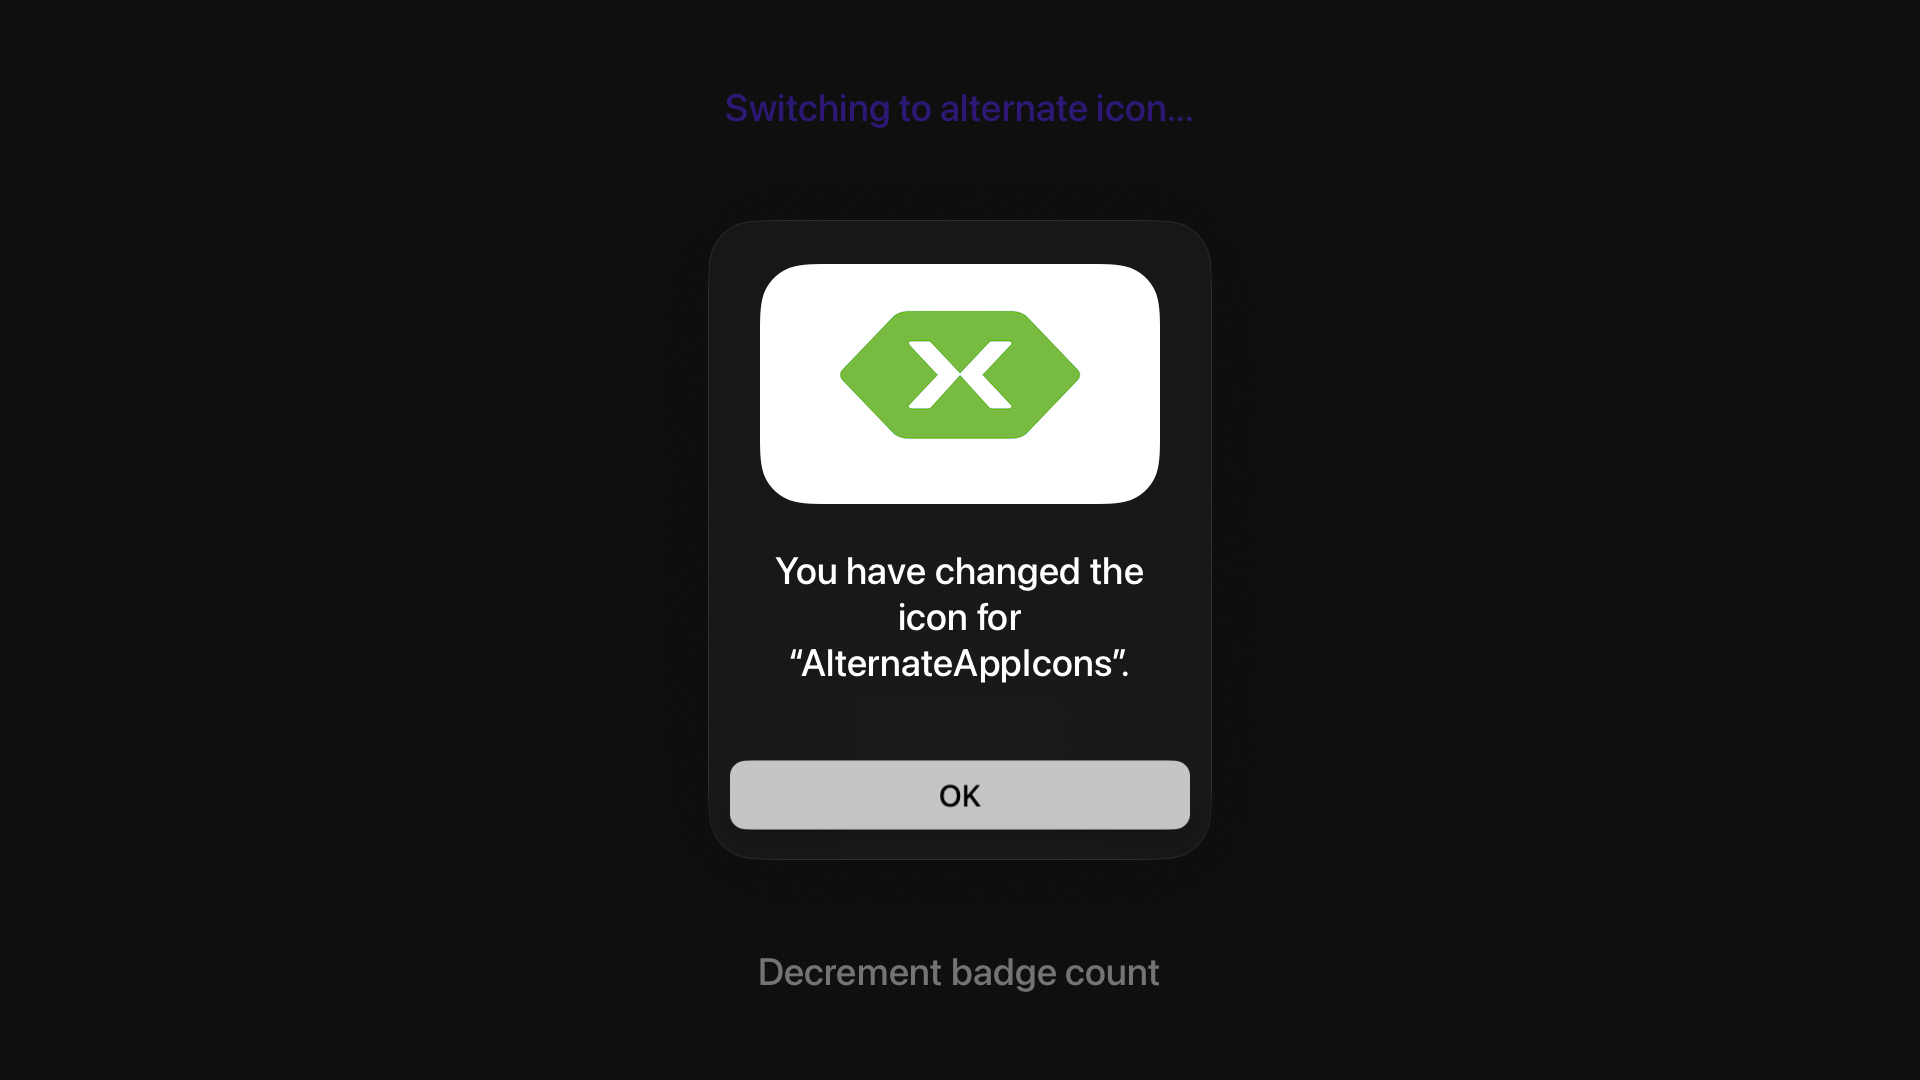 Switching to alternate icon...
You have changed the
icon for
“AlternateAppIcons”.
OK
Decrement badge count